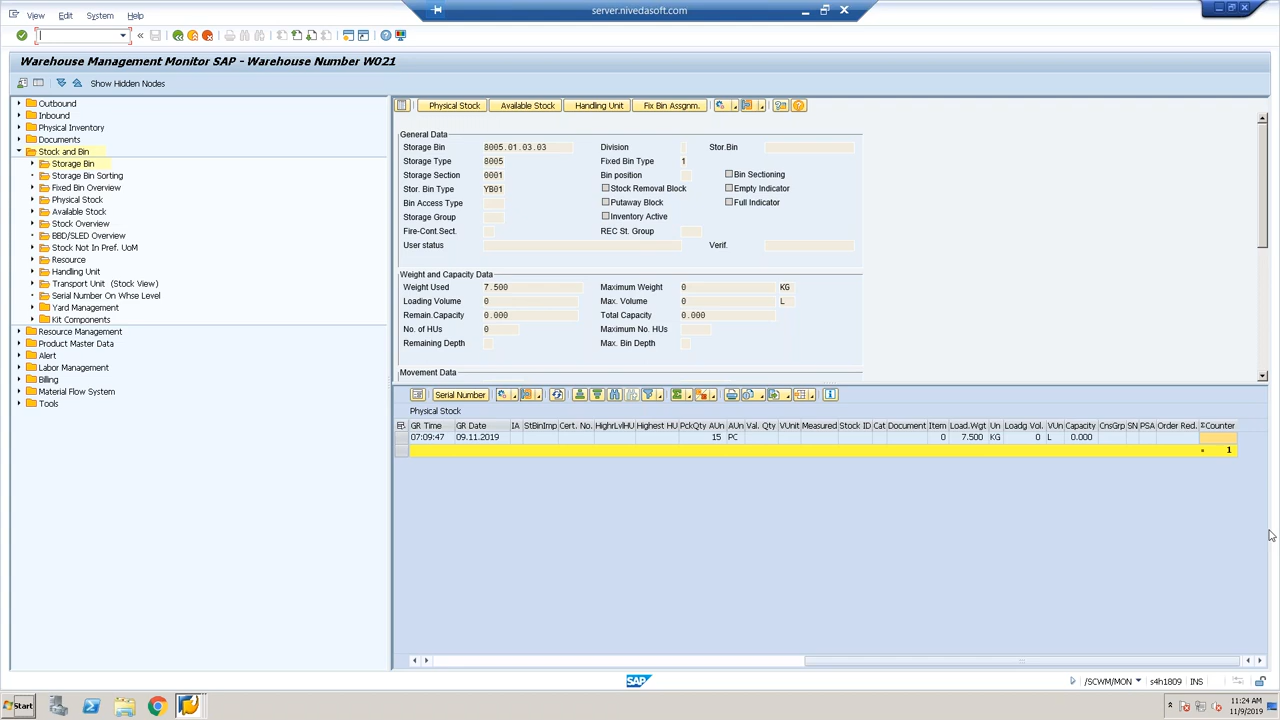 server.nivedasoft.com
View Edit System Help
Warehouse Management Monitor SAP - Warehouse Number W021
Show Hidden Nodes
Outbound
Inbound
Physical Inventory
Documents
Stock and Bin
Storage Bin
Storage Bin Sorting
Fixed Bin Overview
Physical Stock
Available Stock
Stock Overview
BBD/SLED Overview
Stock Not In Pref. UoM
Resource
Handling Unit
Transport Unit (Stock View)
Serial Number On Whse Level
Yard Management
Kit Components
Resource Management
Product Master Data
Alert
Labor Management
Billing
Material Flow System
Tools
Physical Stock Available Stock Handling Unit Fix Bin Assgnm.
General Data
Storage Bin 8005.01.03.03 Division Stor.Bin
Storage Type 8005 Fixed Bin Type 1
Storage Section 0001 Bin position Bin Sectioning
Stor. Bin Type YB01 Stock Removal Block Empty Indicator
Bin Access Type Putaway Block Full Indicator
Storage Group Inventory Active
Fire-Cont.Sect. REC St. Group
User status Verif.
Weight and Capacity Data
Weight Used 7.500 Maximum Weight 0 KG
Loading Volume 0 Max. Volume 0 L
Remain.Capacity 0.000 Total Capacity 0.000
No. of HUs 0 Maximum No. HUs
Remaining Depth Max. Bin Depth
Movement Data
Serial Number
Physical Stock
GR Time GR Date IA StBinImp Cert. No. HighrLvlHU Highest HU PckQty AUn AUn Val. Qty VUnit Measured Stock ID Cat Document Item Load.Wgt Un Loadg Vol. VUn Capacity CnsGrp SN PSA Order Red. ΣCounter
07:09:47 09.11.2019 15 PC 0 7.500 KG 0 L 0.000
1
SAP
/SCWM/MON s4h1809 INS
Start
11:24 AM
11/9/2019